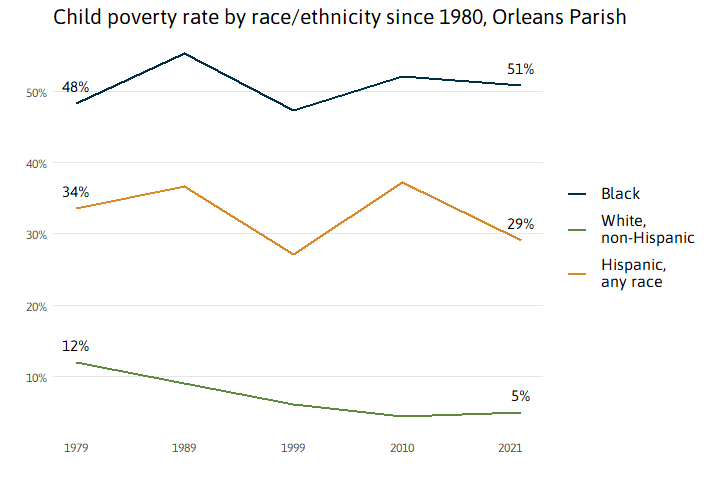 Child poverty rate by race/ethnicity since 1980, Orleans Parish
51%
48%
50%
40%
34%
Black
White,
non-Hispanic
29%
30%
Hispanic,
any race
20%
12%
10%
5%
1979 1989 1999 2010 2021